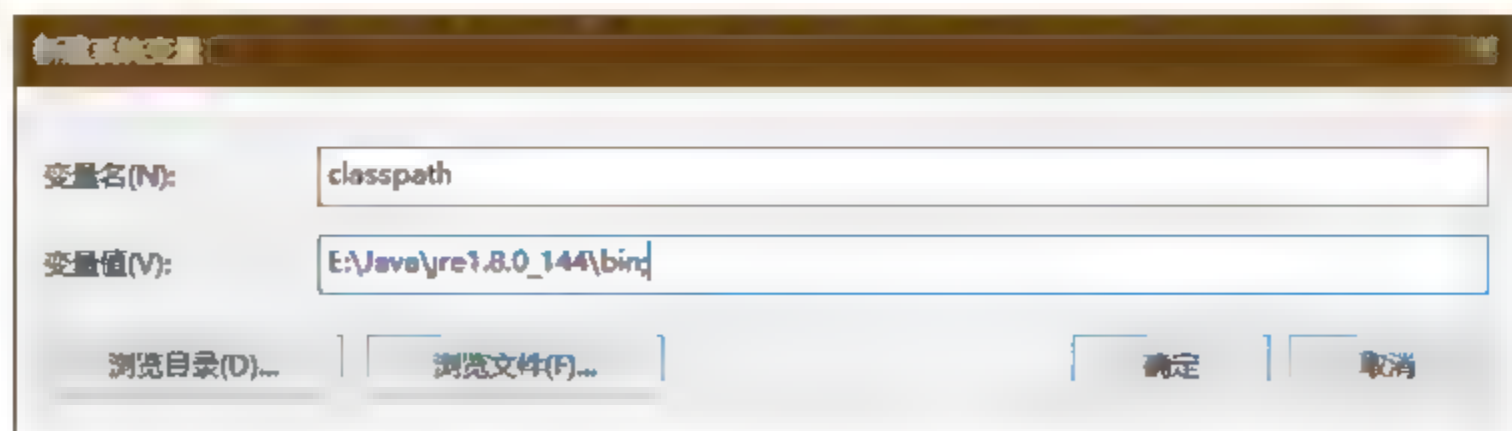 变量名(N):
classpath
变量值(V):
E:\Java\jre1.8.0_144\bin;
浏览目录(D)...
浏览文件(F)...
确定
取消